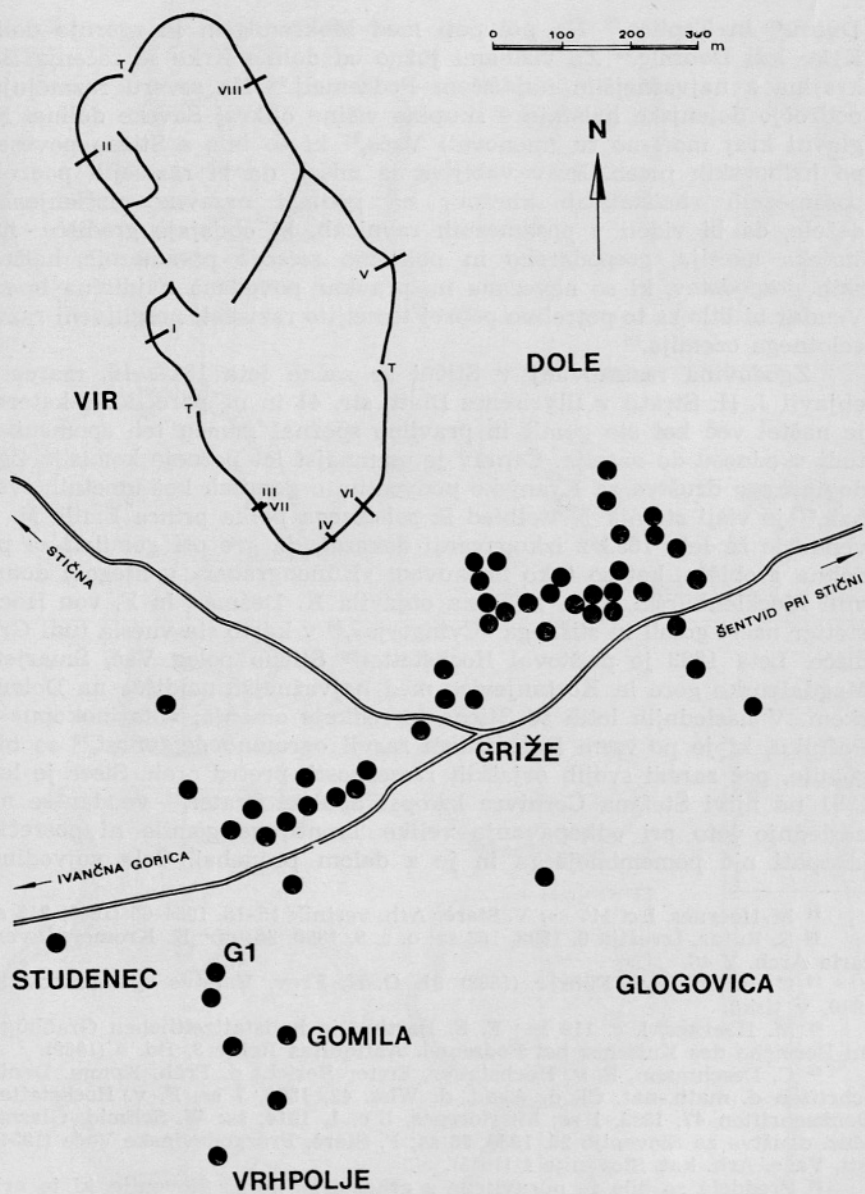 0 100 200 300
m
T
VIII
II
N
V
I
DOLE
VIR
T
T
III
VII
VI
IV
STIČNA
ŠENTVID PRI STIČNI
GRIŽE
IVANČNA GORICA
G1
STUDENEC
GLOGOVICA
GOMILA
VRHPOLJE